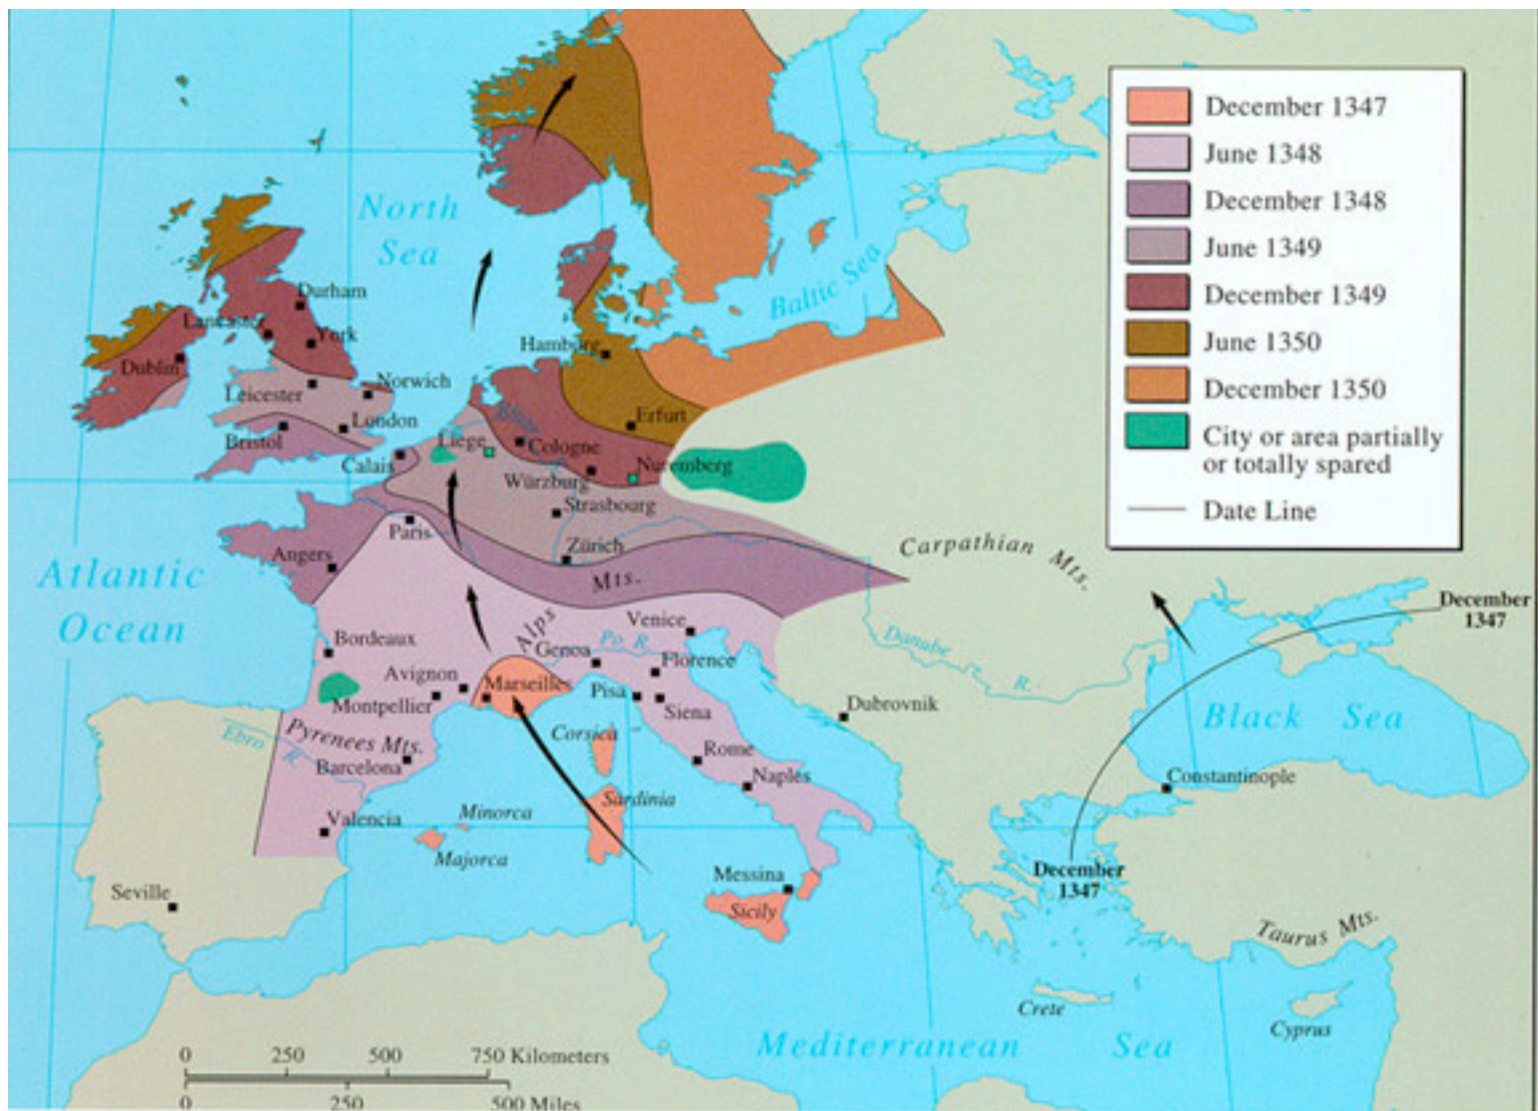 December 1347
June 1348
December 1348
June 1349
December 1349
June 1350
December 1350
City or area partially
or totally spared
Date Line
North
Sea
Baltic Sea
Durham
Lancaster
York
Dublin
Hamburg
Leicester
Norwich
London
Bristol
Erfurt
Liege
Cologne
Calais
Nuremberg
Würzburg
Strasbourg
Paris
Zürich
Angers
Mts.
Carpathian Mts.
Atlantic
Ocean
Alps
Venice
December
1347
Bordeaux
Genoa
Po. R.
Florence
Danube
R.
Avignon
Marseilles
Pisa
Montpellier
Siena
Dubrovnik
Black Sea
Corsica
Pyrenees Mts.
Ebro R.
Barcelona
Rome
Naples
Constantinople
Sardinia
Minorca
Valencia
Majorca
Messina
December
1347
Seville
Sicily
Taurus Mts.
Crete
Cyprus
Mediterranean Sea
0 250 500 750 Kilometers
0 250 500 Miles